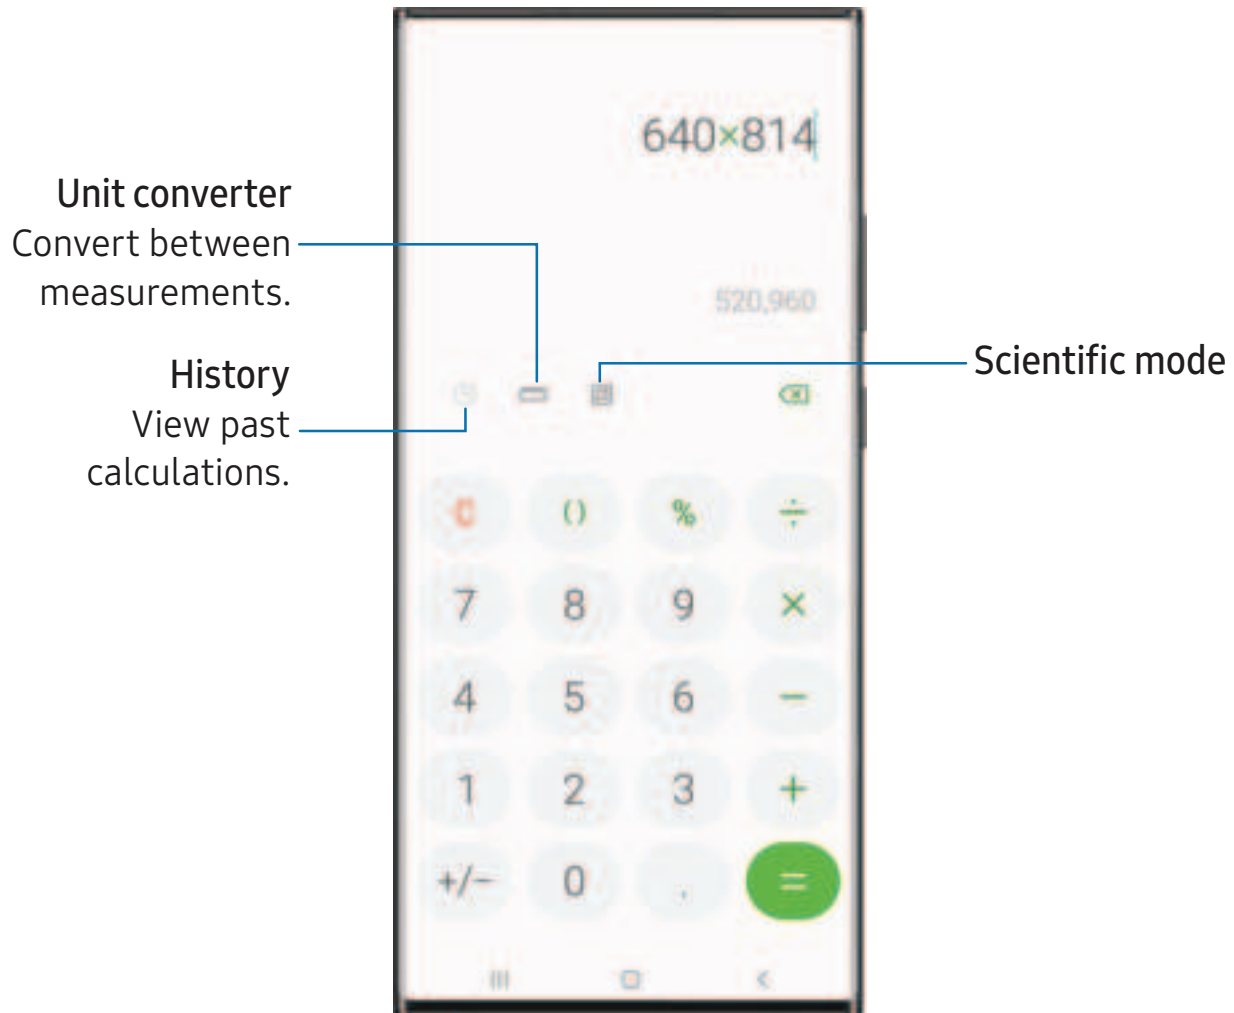 640×814
Unit converter
Convert between
measurements.
520,960
History
View past
calculations.
Scientific mode
C () % ÷
7 8 9 ×
4 5 6 −
1 2 3 +
+/− 0 . =